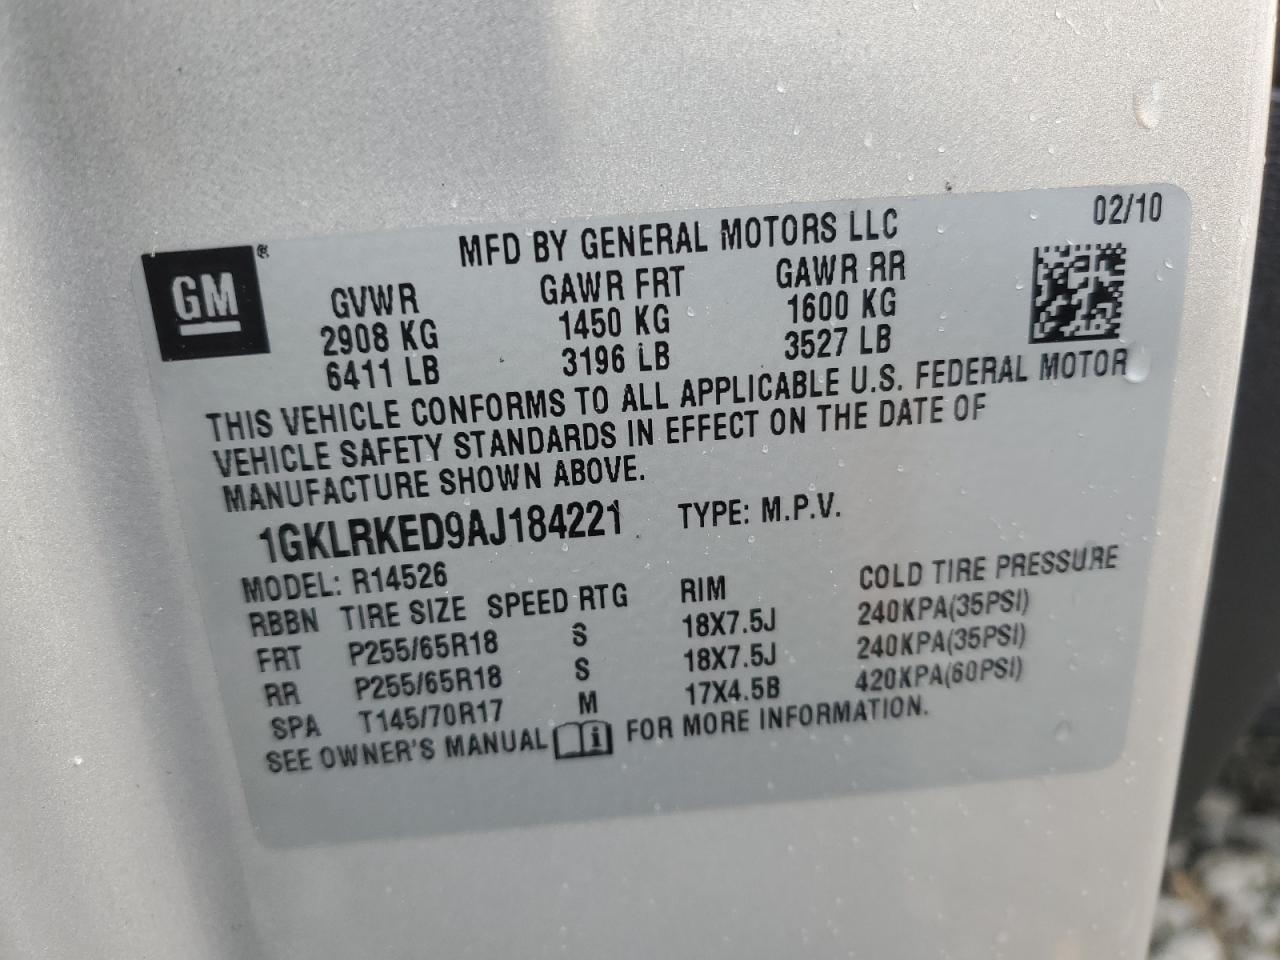 02/10
MFD BY GENERAL MOTORS LLC
GM ®
GVWR GAWR FRT GAWR RR
2908 KG 1450 KG 1600 KG
6411 LB 3196 LB 3527 LB
THIS VEHICLE CONFORMS TO ALL APPLICABLE U.S. FEDERAL MOTOR
VEHICLE SAFETY STANDARDS IN EFFECT ON THE DATE OF
MANUFACTURE SHOWN ABOVE.
1GKLRKED9AJ184221 TYPE: M.P.V.
MODEL: R14526
RBBN TIRE SIZE SPEED RTG RIM COLD TIRE PRESSURE
FRT P255/65R18 S 18X7.5J 240KPA(35PSI)
RR P255/65R18 S 18X7.5J 240KPA(35PSI)
SPA T145/70R17 M 17X4.5B 420KPA(60PSI)
SEE OWNER'S MANUAL i FOR MORE INFORMATION.